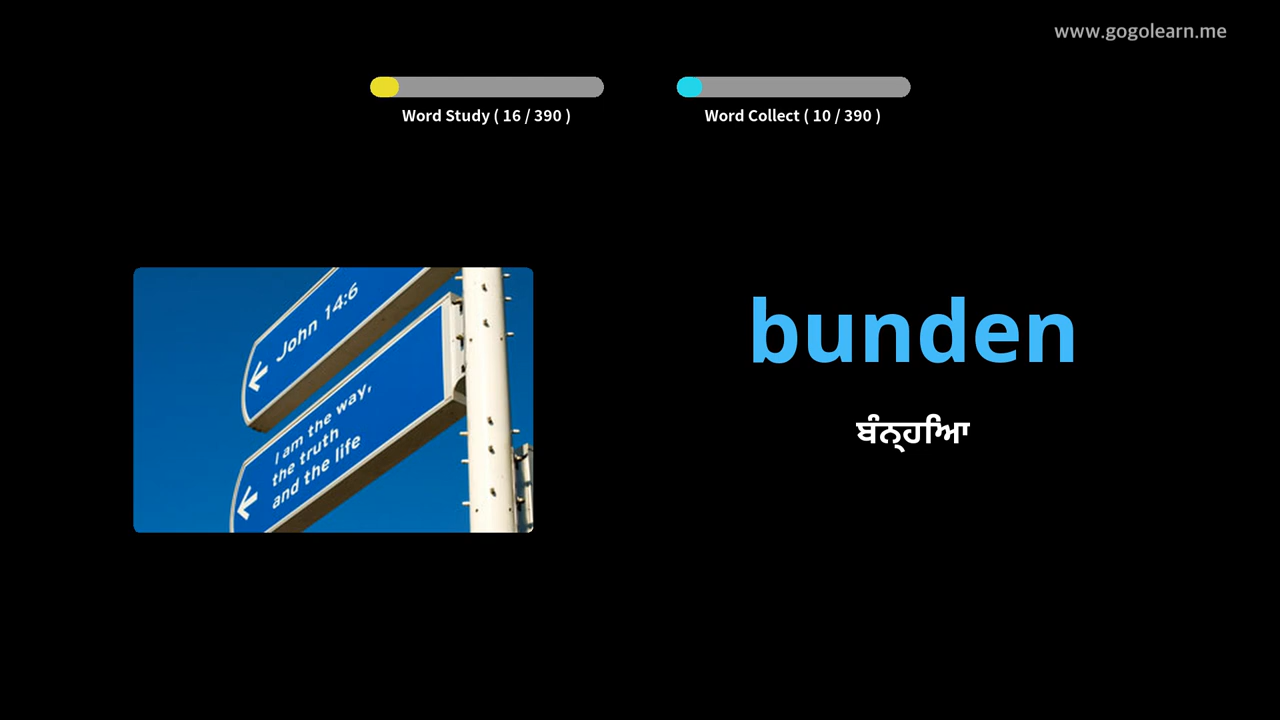 www.gogolearn.me
Word Study ( 16 / 390 )
Word Collect ( 10 / 390 )
John 14:6
I am the way,
the truth
and the life
bunden
ਬੰਨ੍ਹਿਆ